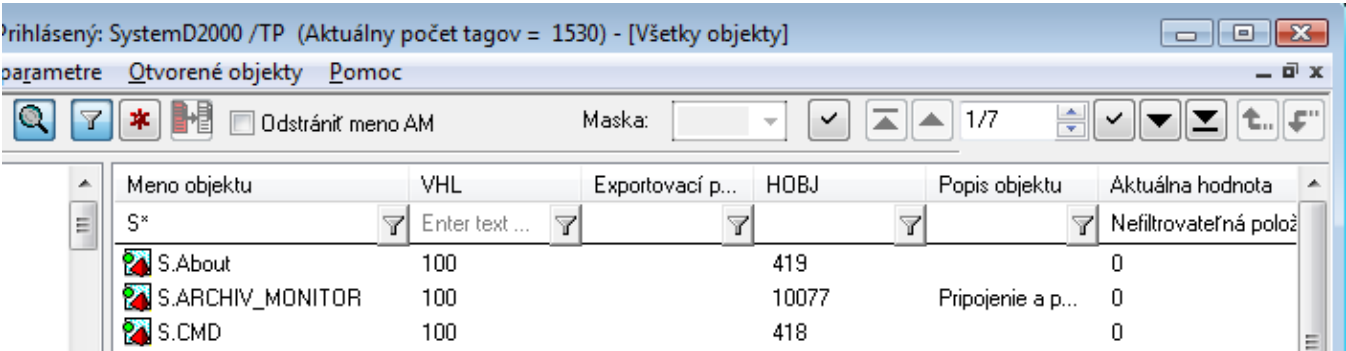 Prihlásený: SystemD2000 /TP (Aktuálny počet tagov = 1530) - [Všetky objekty]
parametre Otvorené objekty Pomoc
Odstrániť meno AM Maska: 1/7
Meno objektu VHL Exportovací p... HOBJ Popis objektu Aktuálna hodnota
S* Enter text ... Nefiltrovateľná polož
S.About 100 419 0
S.ARCHIV_MONITOR 100 10077 Pripojenie a p... 0
S.CMD 100 418 0